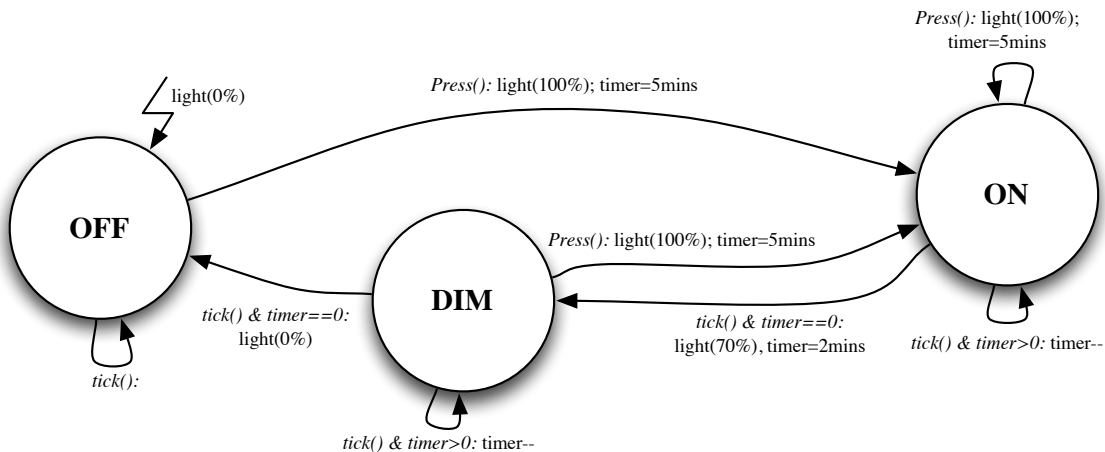 Press(): light(100%);
timer=5mins
Press(): light(100%); timer=5mins
light(0%)
ON
OFF
Press(): light(100%); timer=5mins
DIM
tick() & timer==0:
light(0%)
tick() & timer==0:
light(70%), timer=2mins
tick() & timer>0: timer--
tick():
tick() & timer>0: timer--